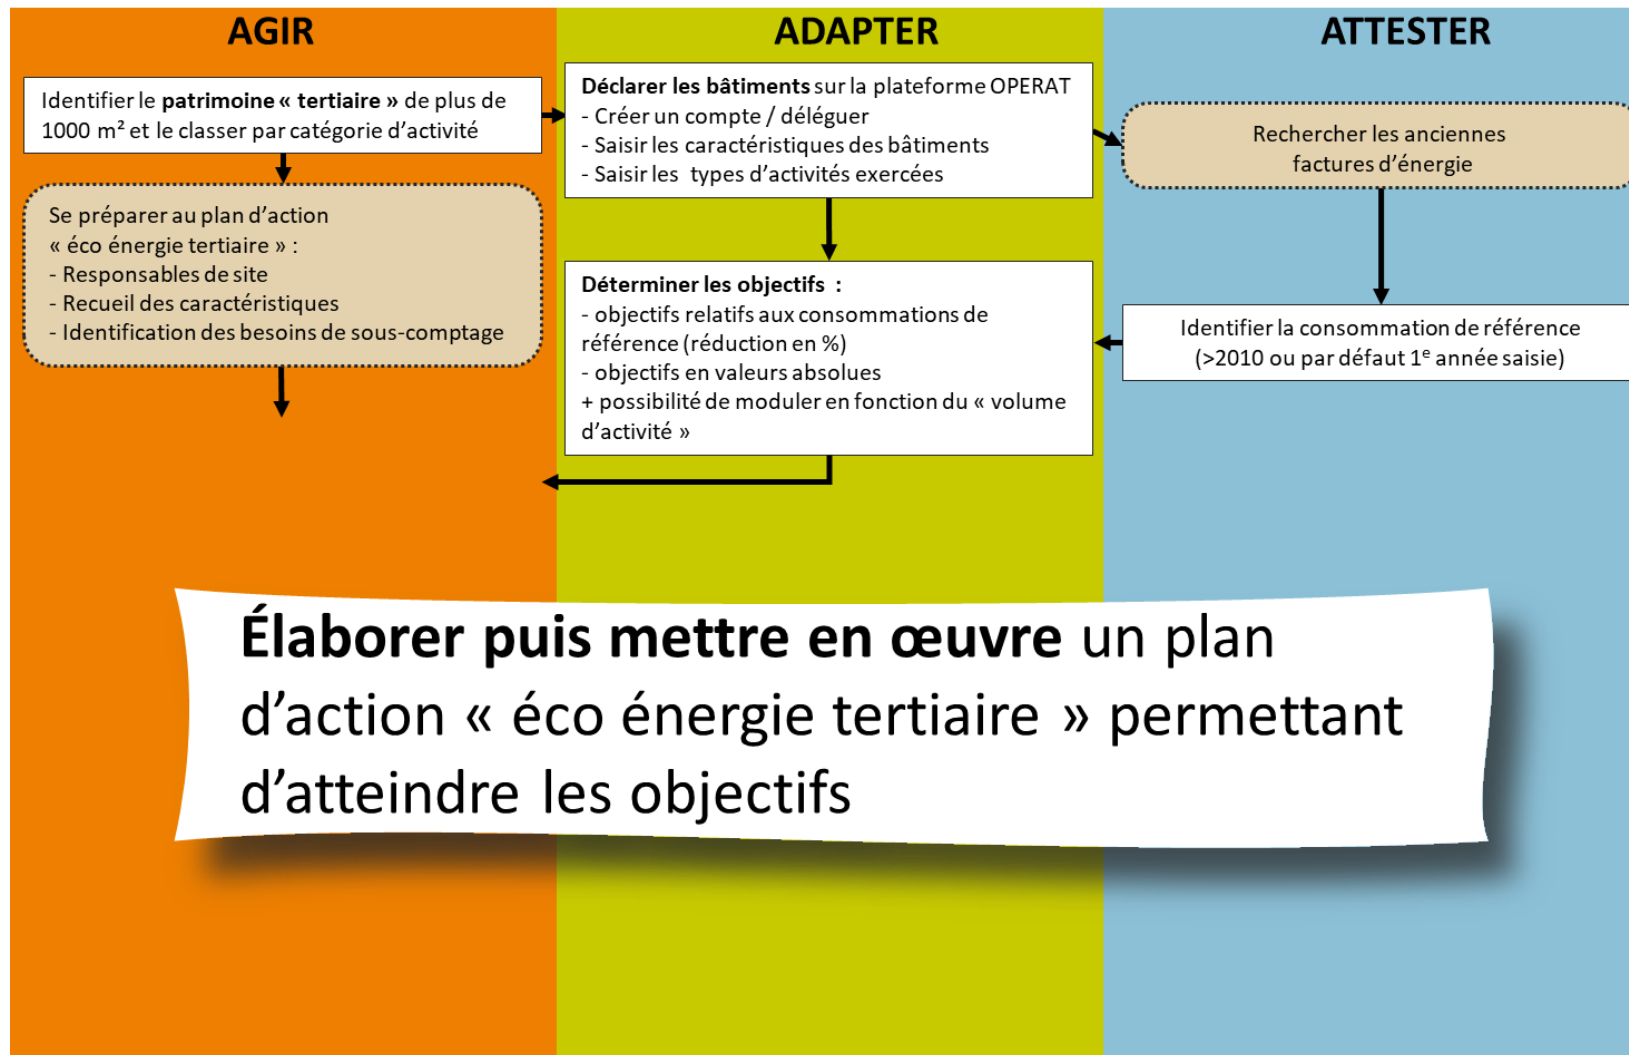 AGIR
Identifier le patrimoine « tertiaire » de plus de
1000 m² et le classer par catégorie d’activité
Se préparer au plan d’action
« éco énergie tertiaire » :
- Responsables de site
- Recueil des caractéristiques
- Identification des besoins de sous-comptage
ADAPTER
Déclarer les bâtiments sur la plateforme OPERAT
- Créer un compte / déléguer
- Saisir les caractéristiques des bâtiments
- Saisir les types d’activités exercées
Déterminer les objectifs :
- objectifs relatifs aux consommations de
référence (réduction en %)
- objectifs en valeurs absolues
+ possibilité de moduler en fonction du « volume
d’activité »
ATTESTER
Rechercher les anciennes
factures d’énergie
Identifier la consommation de référence
(>2010 ou par défaut 1ᵉ année saisie)
Élaborer puis mettre en œuvre un plan
d’action « éco énergie tertiaire » permettant
d’atteindre les objectifs